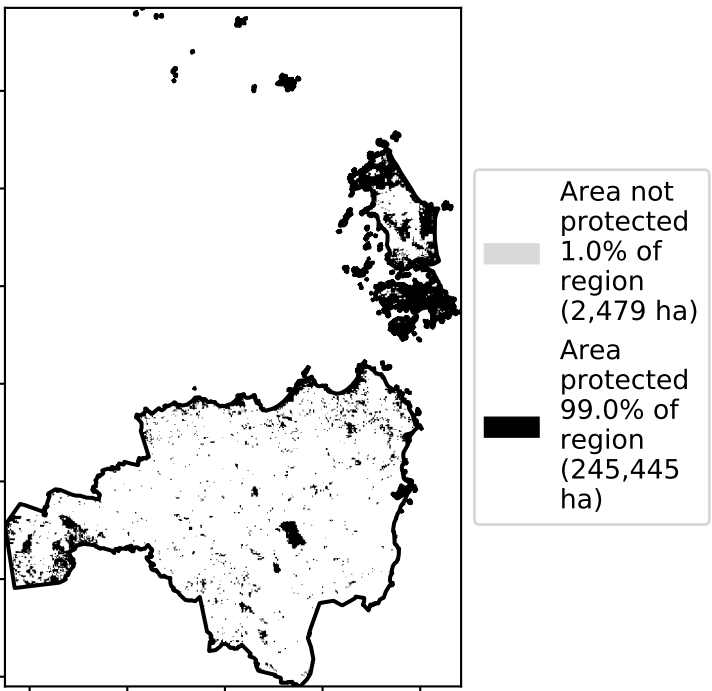 Area not
protected
1.0% of
region
(2,479 ha)
Area
protected
99.0% of
region
(245,445
ha)